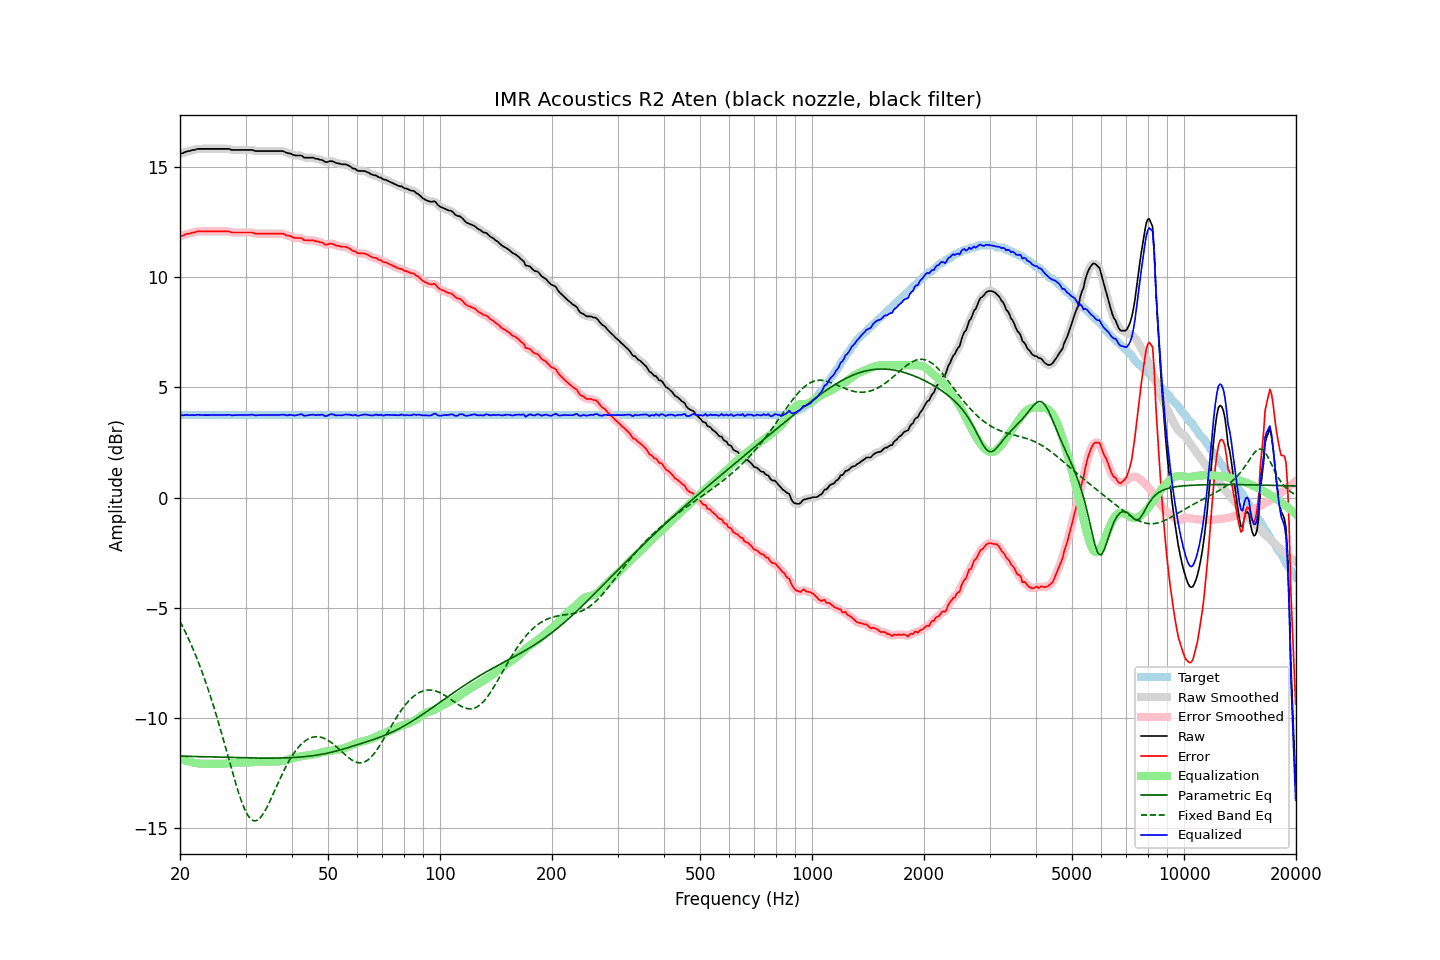 IMR Acoustics R2 Aten (black nozzle, black filter)
Amplitude (dBr)
15
10
5
0
−5
−10
−15
20
50
100
200
500
1000
2000
5000
10000
20000
Frequency (Hz)
Target
Raw Smoothed
Error Smoothed
Raw
Error
Equalization
Parametric Eq
Fixed Band Eq
Equalized